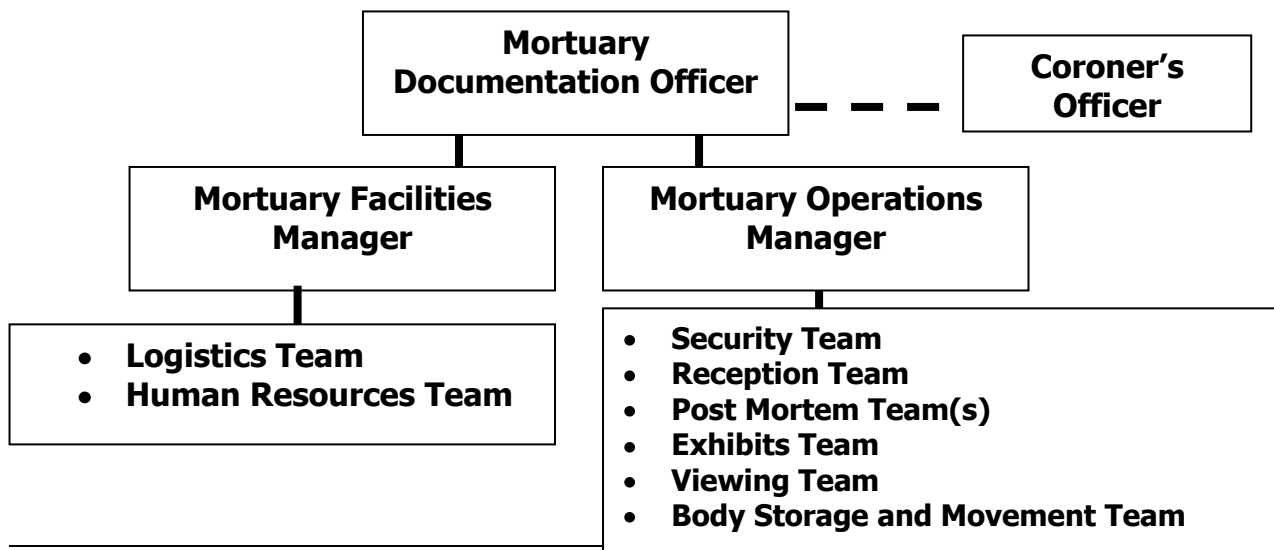 Mortuary
Documentation Officer
Coroner’s
Officer
Mortuary Facilities
Manager
Mortuary Operations
Manager
• Logistics Team
• Human Resources Team
• Security Team
• Reception Team
• Post Mortem Team(s)
• Exhibits Team
• Viewing Team
• Body Storage and Movement Team